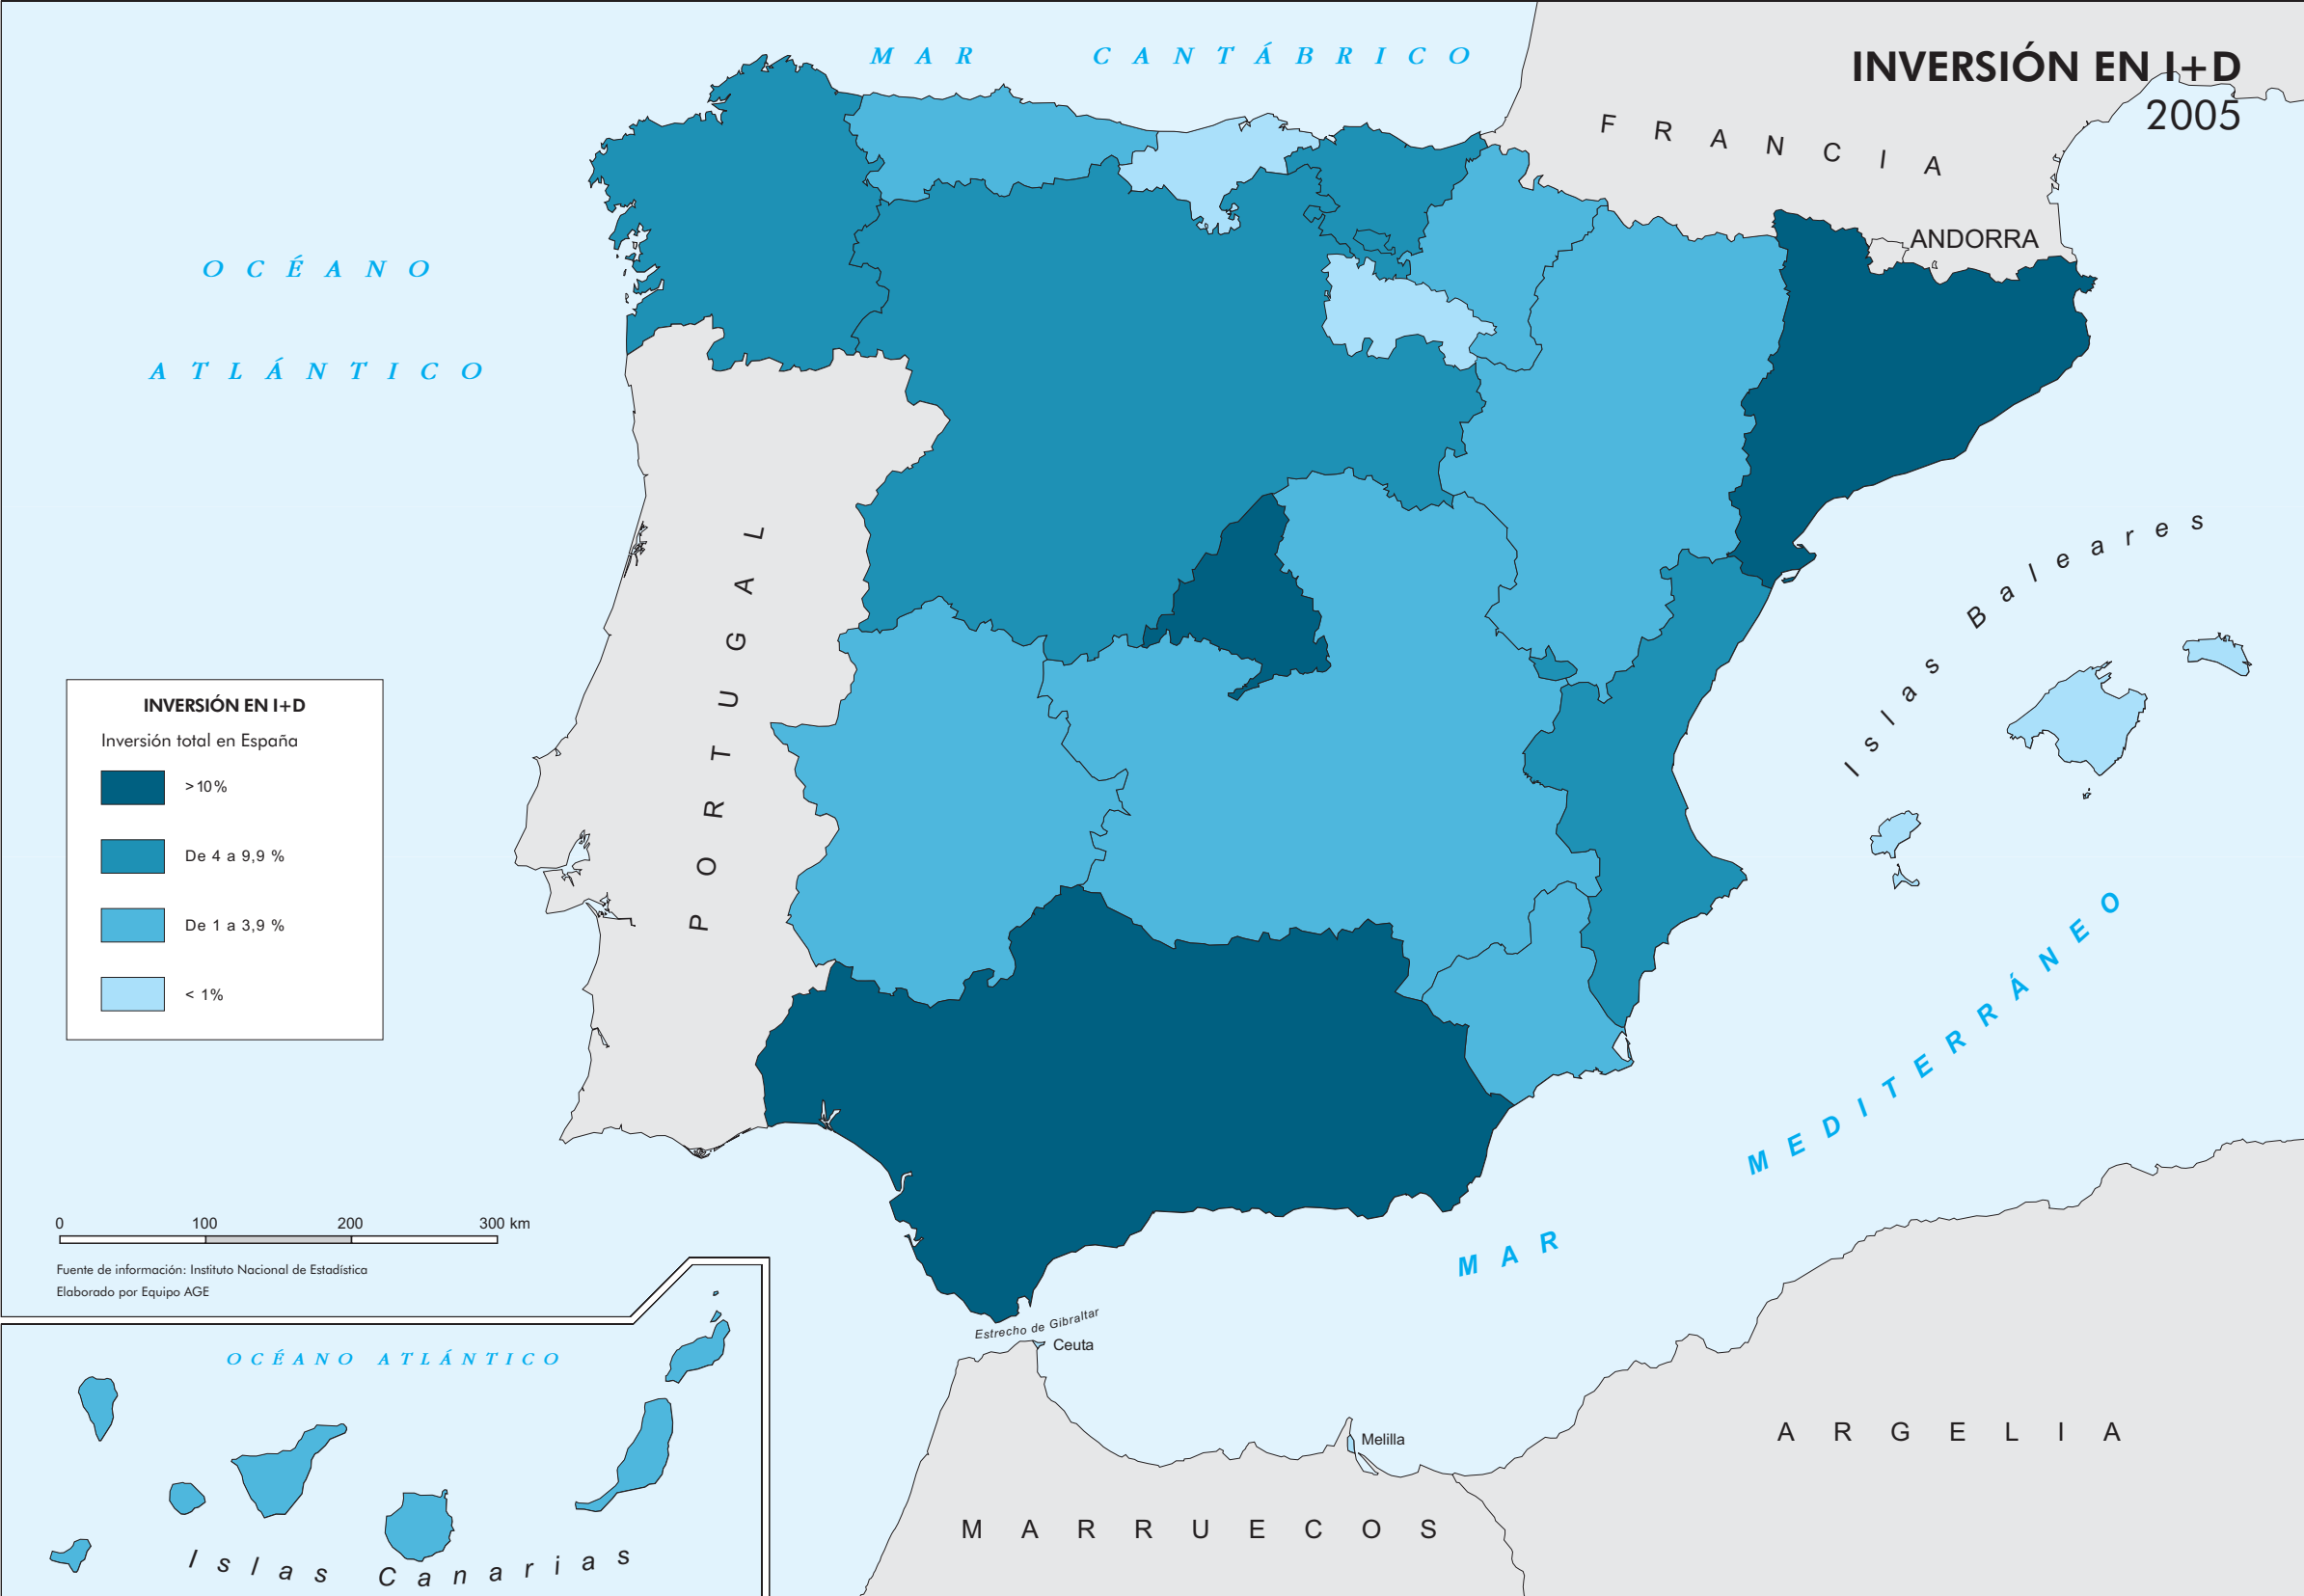 MAR CANTÁBRICO
INVERSIÓN EN I+D
2005
FRANCIA
ANDORRA
OCÉANO
ATLÁNTICO
PORTUGAL
Islas Baleares
INVERSIÓN EN I+D
Inversión total en España
>10%
De 4 a 9,9 %
De 1 a 3,9 %
< 1%
MAR MEDITERRÁNEO
0 100 200 300 km
Fuente de información: Instituto Nacional de Estadística
Elaborado por Equipo AGE
Estrecho de Gibraltar
Ceuta
Melilla
OCÉANO ATLÁNTICO
Islas Canarias
MARRUECOS
ARGELIA